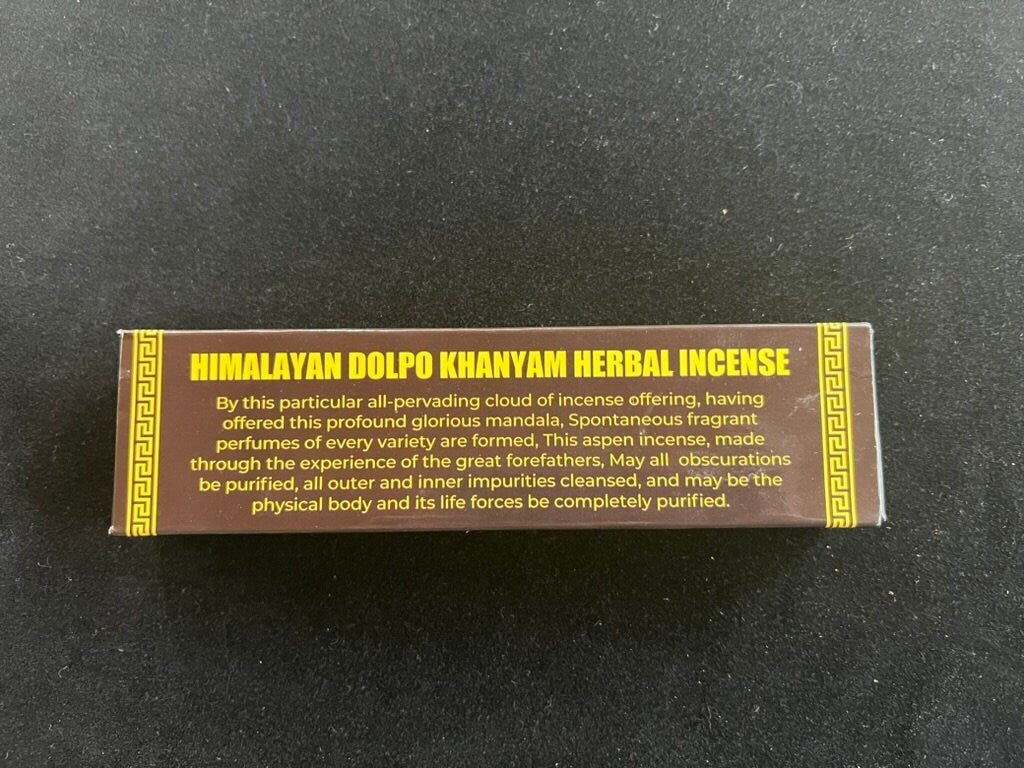 HIMALAYAN DOLPO KHANYAM HERBAL INCENSE
By this particular all-pervading cloud of incense offering, having
offered this profound glorious mandala, Spontaneous fragrant
perfumes of every variety are formed, This aspen incense, made
through the experience of the great forefathers, May all obscurations
be purified, all outer and inner impurities cleansed, and may be the
physical body and its life forces be completely purified.